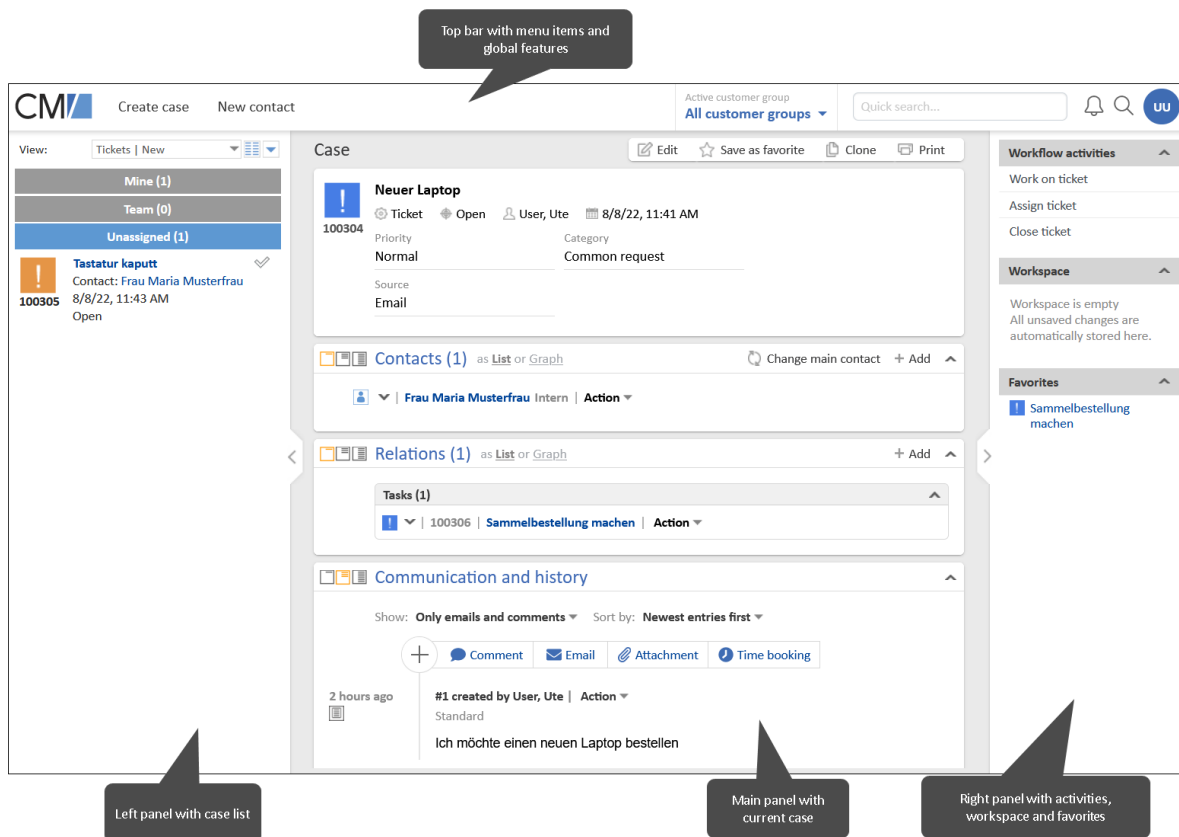 Top bar with menu items and
global features
CM/
Create case New contact
Active customer group
All customer groups
Quick search...
UU
View: Tickets | New
Mine (1)
Team (0)
Unassigned (1)
Tastatur kaputt
Contact: Frau Maria Musterfrau
8/8/22, 11:43 AM
Open
100305
Case
Edit Save as favorite Clone Print
Neuer Laptop
Ticket Open User, Ute 8/8/22, 11:41 AM
100304
Priority Category
Normal Common request
Source
Email
Contacts (1) as List or Graph Change main contact + Add
Frau Maria Musterfrau Intern | Action
Relations (1) as List or Graph + Add
Tasks (1)
| 100306 | Sammelbestellung machen | Action
Communication and history
Show: Only emails and comments Sort by: Newest entries first
Comment Email Attachment Time booking
2 hours ago #1 created by User, Ute | Action
Standard
Ich möchte einen neuen Laptop bestellen
Workflow activities
Work on ticket
Assign ticket
Close ticket
Workspace
Workspace is empty
All unsaved changes are
automatically stored here.
Favorites
Sammelbestellung
machen
Left panel with case list
Main panel with
current case
Right panel with activities,
workspace and favorites